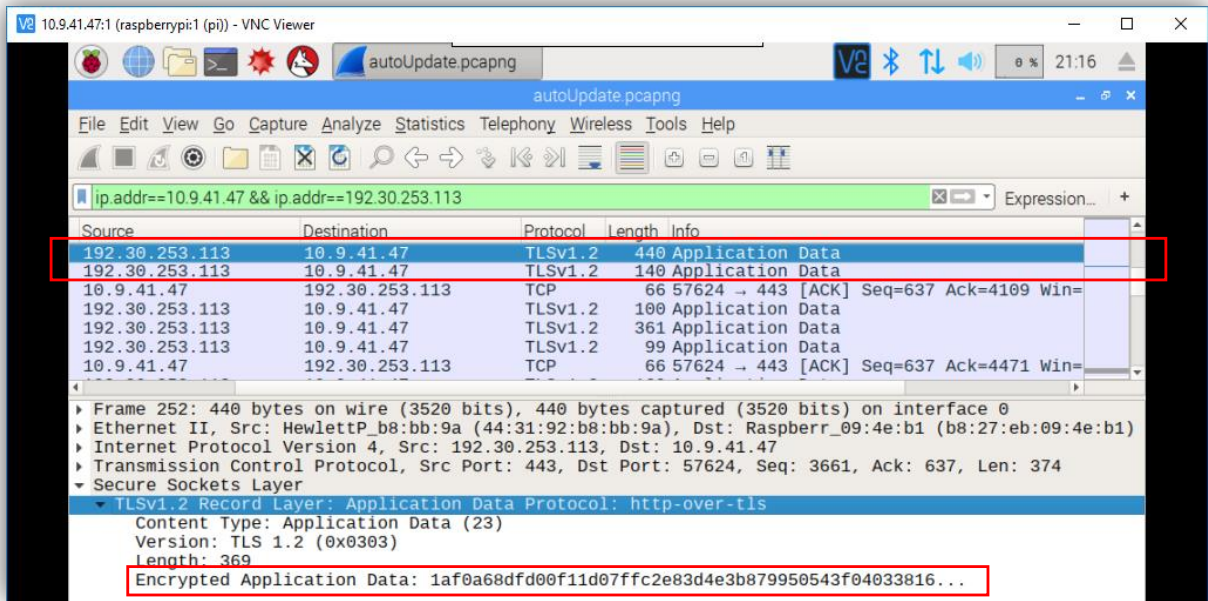 10.9.41.47:1 (raspberrypi:1 (pi)) - VNC Viewer
autoUpdate.pcapng 0 % 21:16
autoUpdate.pcapng
File Edit View Go Capture Analyze Statistics Telephony Wireless Tools Help
ip.addr==10.9.41.47 && ip.addr==192.30.253.113 Expression... +
Source Destination Protocol Length Info
192.30.253.113 10.9.41.47 TLSv1.2 440 Application Data
192.30.253.113 10.9.41.47 TLSv1.2 140 Application Data
10.9.41.47 192.30.253.113 TCP 66 57624 → 443 [ACK] Seq=637 Ack=4109 Win=
192.30.253.113 10.9.41.47 TLSv1.2 100 Application Data
192.30.253.113 10.9.41.47 TLSv1.2 361 Application Data
192.30.253.113 10.9.41.47 TLSv1.2 99 Application Data
10.9.41.47 192.30.253.113 TCP 66 57624 → 443 [ACK] Seq=637 Ack=4471 Win=
Frame 252: 440 bytes on wire (3520 bits), 440 bytes captured (3520 bits) on interface 0
Ethernet II, Src: HewlettP_b8:bb:9a (44:31:92:b8:bb:9a), Dst: Raspberr_09:4e:b1 (b8:27:eb:09:4e:b1)
Internet Protocol Version 4, Src: 192.30.253.113, Dst: 10.9.41.47
Transmission Control Protocol, Src Port: 443, Dst Port: 57624, Seq: 3661, Ack: 637, Len: 374
Secure Sockets Layer
TLSv1.2 Record Layer: Application Data Protocol: http-over-tls
Content Type: Application Data (23)
Version: TLS 1.2 (0x0303)
Length: 369
Encrypted Application Data: 1af0a68dfd00f11d07ffc2e83d4e3b879950543f04033816...